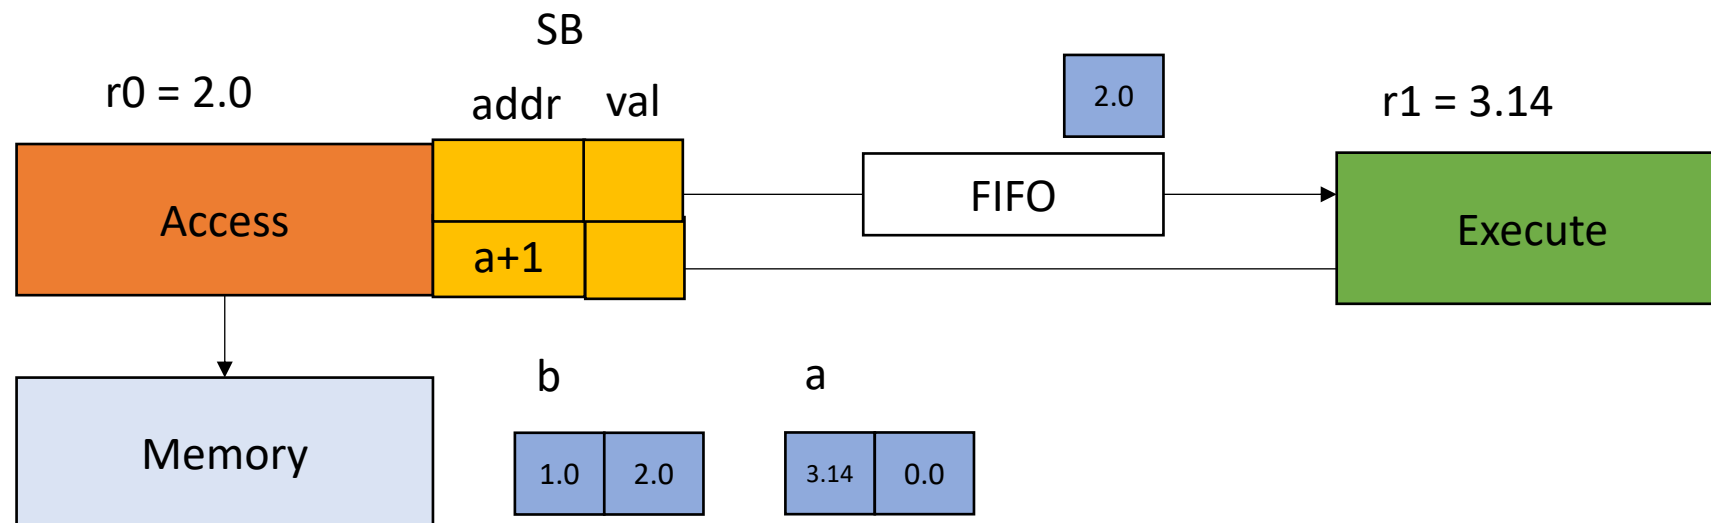 SB
r0 = 2.0
addr val
2.0
r1 = 3.14
Access
FIFO
Execute
a+1
Memory
b
a
1.0 2.0
3.14 0.0